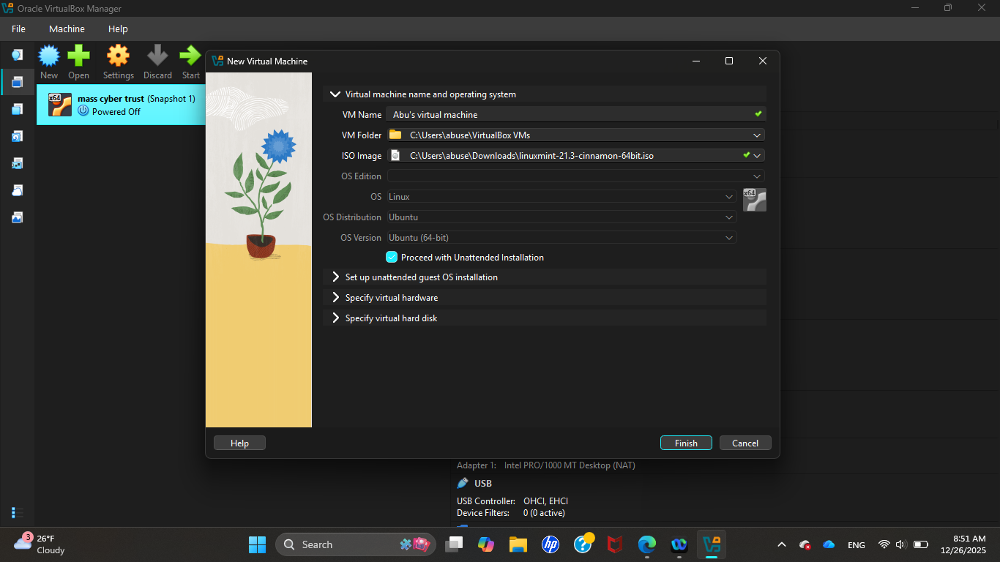 Oracle VirtualBox Manager
File Machine Help
New Open Settings Discard Start
x64 mass cyber trust (Snapshot 1)
Powered Off
New Virtual Machine
Virtual machine name and operating system
VM Name Abu's virtual machine
VM Folder C:\Users\abuse\VirtualBox VMs
ISO Image C:\Users\abuse\Downloads\linuxmint-21.3-cinnamon-64bit.iso
OS Edition
OS Linux x64
OS Distribution Ubuntu
OS Version Ubuntu (64-bit)
Proceed with Unattended Installation
Set up unattended guest OS installation
Specify virtual hardware
Specify virtual hard disk
Help Finish Cancel
Adapter 1: Intel PRO/1000 MT Desktop (NAT)
USB
USB Controller: OHCI, EHCI
Device Filters: 0 (0 active)
3 26°F
Cloudy
Search
hp
ENG
8:51 AM
12/26/2025